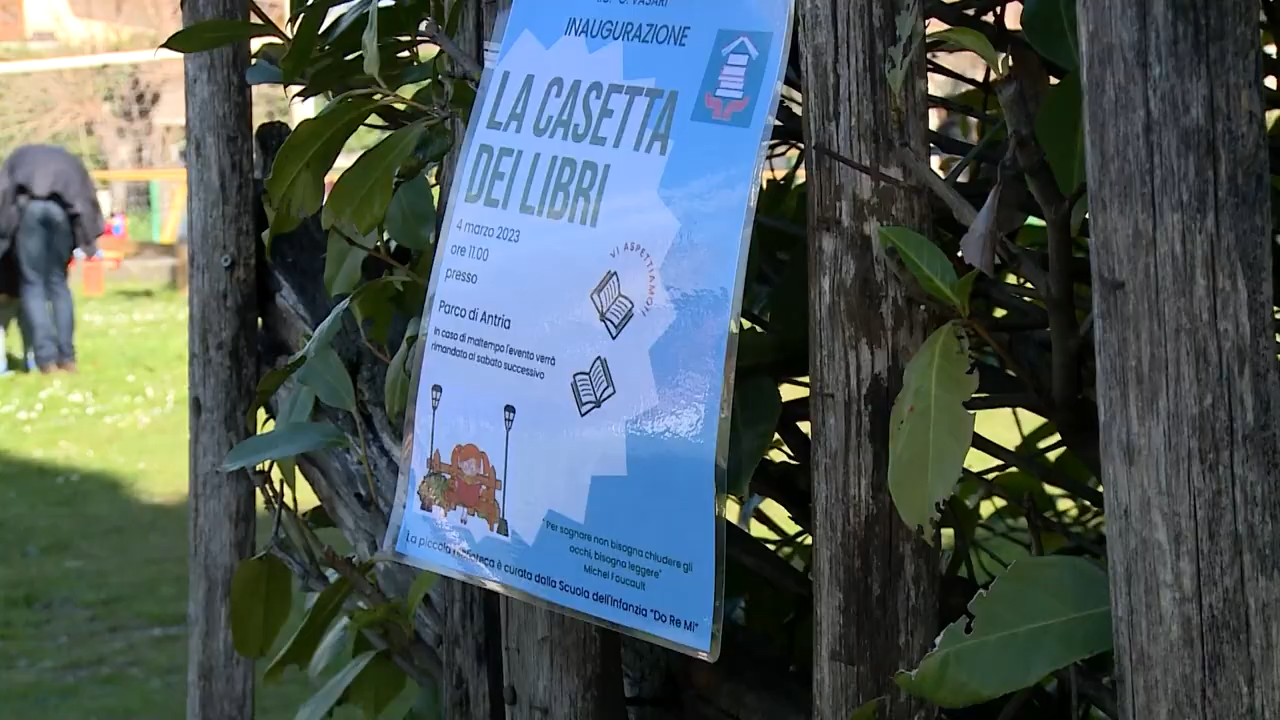 "G. VASARI"
INAUGURAZIONE
LA CASETTA
DEI LIBRI
4 marzo 2023
ore 11.00
presso
VI ASPETTIAMO!
Parco di Antria
In caso di maltempo l'evento verrà
rimandato al sabato successivo
"Per sognare non bisogna chiudere gli
occhi, bisogna leggere"
Michel Foucault
La piccola biblioteca è curata dalla Scuola dell'Infanzia "Do Re Mi"